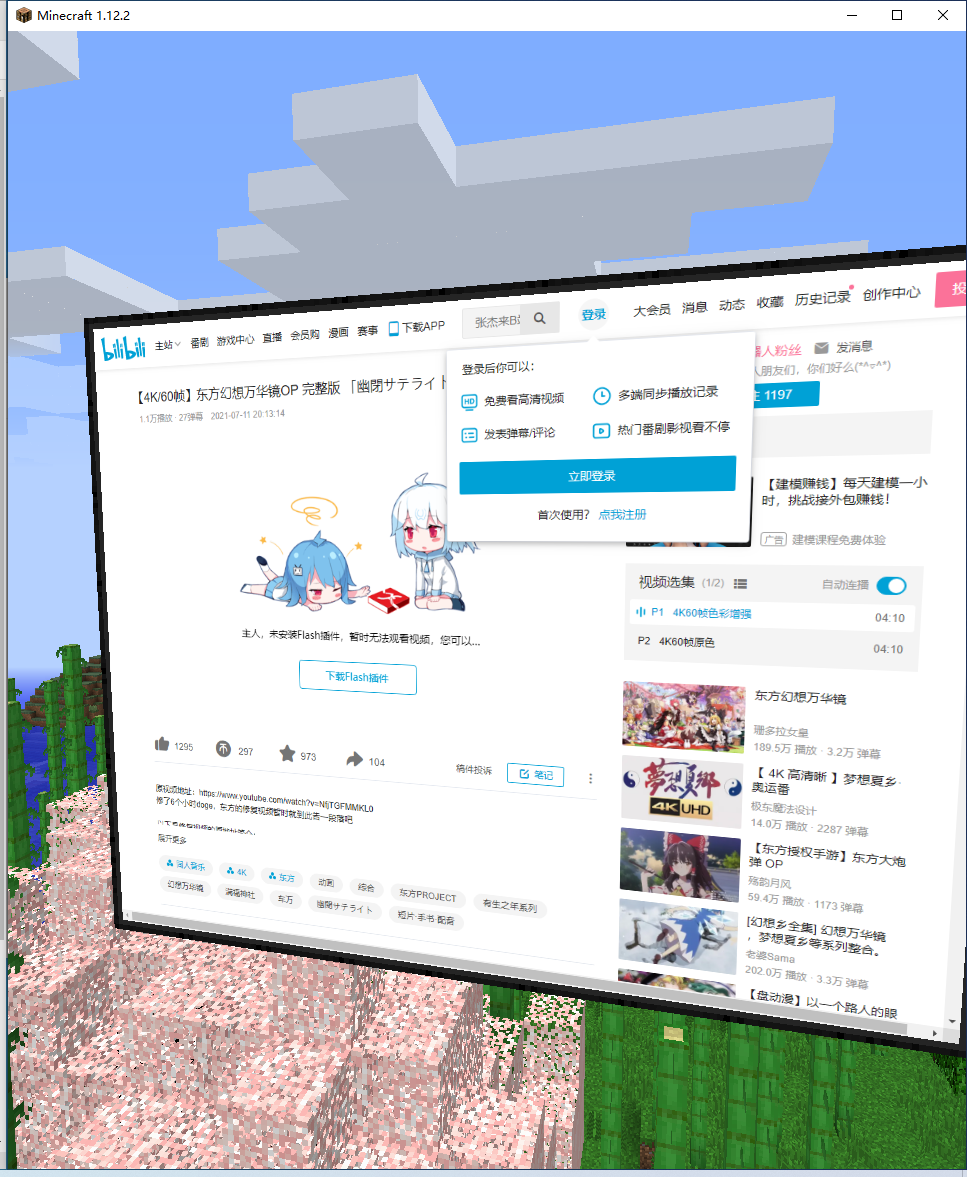 Minecraft 1.12.2
bilibili 主站 番剧 游戏中心 直播 会员购 漫画 赛事 下载APP 张杰来B站 登录 大会员 消息 动态 收藏 历史记录 创作中心 投
登录后你可以:
免费看高清视频 多端同步播放记录
发表弹幕/评论 热门番剧影视看不停
立即登录
首次使用? 点我注册
【4K/60帧】东方幻想万华镜OP 完整版 「幽閉サテライト
1.1万播放 · 27弹幕 2021-07-11 20:13:14
人粉丝 发消息
人朋友们,你们好么(*^▽^*)
1197
【建模赚钱】每天建模一小
时,挑战接外包赚钱!
广告 建模课程免费体验
主人,未安装Flash插件,暂时无法观看视频,您可以...
下载Flash插件
视频选集 (1/2) 自动连播
P1 4K60帧色彩增强 04:10
P2 4K60帧原色 04:10
1295 297 973 104 稿件投诉 笔记
原视频地址:
修了6个小时doge,东方的修复视频暂时就到此告一段落吧
展开更多
4K 东方 动画 综合 东方PROJECT 有生之年系列
幻想万华镜 满福神社 车万 幽閉サテライト 短片·手书·配音
东方幻想万华镜
珊多拉女皇
189.5万 播放 · 3.2万 弹幕
夢想夏郷
4K UHD
【 4K 高清晰 】梦想夏乡·
奥运番
极东魔法设计
14.0万 播放 · 2287 弹幕
【东方授权手游】东方大炮
弹 OP
殇韵月风
59.4万 播放 · 1173 弹幕
[幻想乡全集] 幻想万华镜
,梦想夏乡等系列整合。
老婆Sama
202.0万 播放 · 3.3万 弹幕
【盘动漫】以一个路人的眼